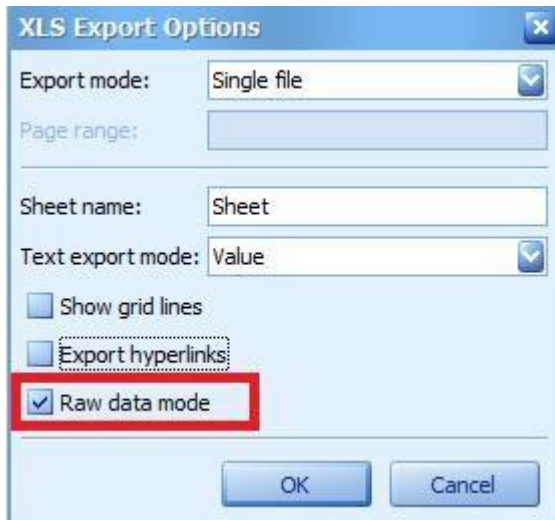 XLS Export Options
Export mode: Single file
Page range:
Sheet name: Sheet
Text export mode: Value
Show grid lines
Export hyperlinks
Raw data mode
OK Cancel